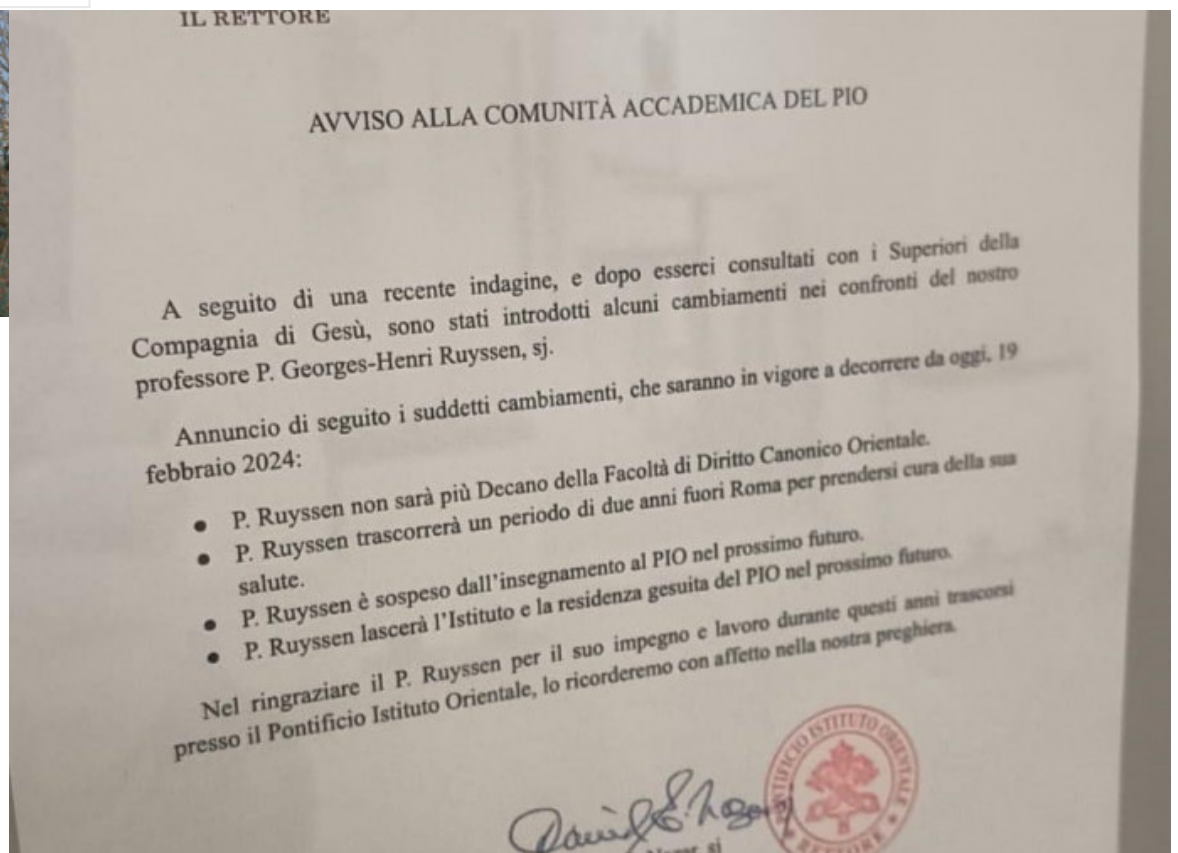 IL RETTORE
AVVISO ALLA COMUNITÀ ACCADEMICA DEL PIO
A seguito di una recente indagine, e dopo esserci consultati con i Superiori della
Compagnia di Gesù, sono stati introdotti alcuni cambiamenti nei confronti del nostro
professore P. Georges-Henri Ruyssen, sj.
Annuncio di seguito i suddetti cambiamenti, che saranno in vigore a decorrere da oggi, 19
febbraio 2024:
● P. Ruyssen non sarà più Decano della Facoltà di Diritto Canonico Orientale.
● P. Ruyssen trascorrerà un periodo di due anni fuori Roma per prendersi cura della sua
salute.
● P. Ruyssen è sospeso dall’insegnamento al PIO nel prossimo futuro.
● P. Ruyssen lascerà l’Istituto e la residenza gesuita del PIO nel prossimo futuro.
Nel ringraziare il P. Ruyssen per il suo impegno e lavoro durante questi anni trascorsi
presso il Pontificio Istituto Orientale, lo ricorderemo con affetto nella nostra preghiera.
PONTIFICIO ISTITUTO ORIENTALE
RETTORE
sj